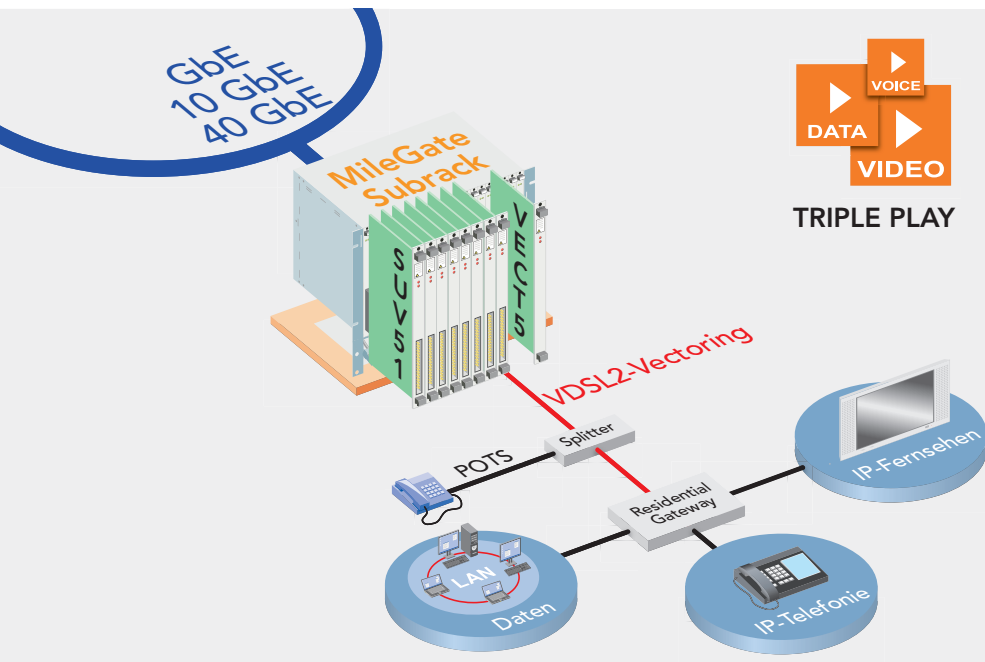 GbE
10 GbE
40 GbE
MileGate
Subrack
SUV51
VECT5
VOICE
DATA
VIDEO
TRIPLE PLAY
VDSL2-Vectoring
Splitter
POTS
Residential
Gateway
IP-Fernsehen
LAN
Daten
IP-Telefonie